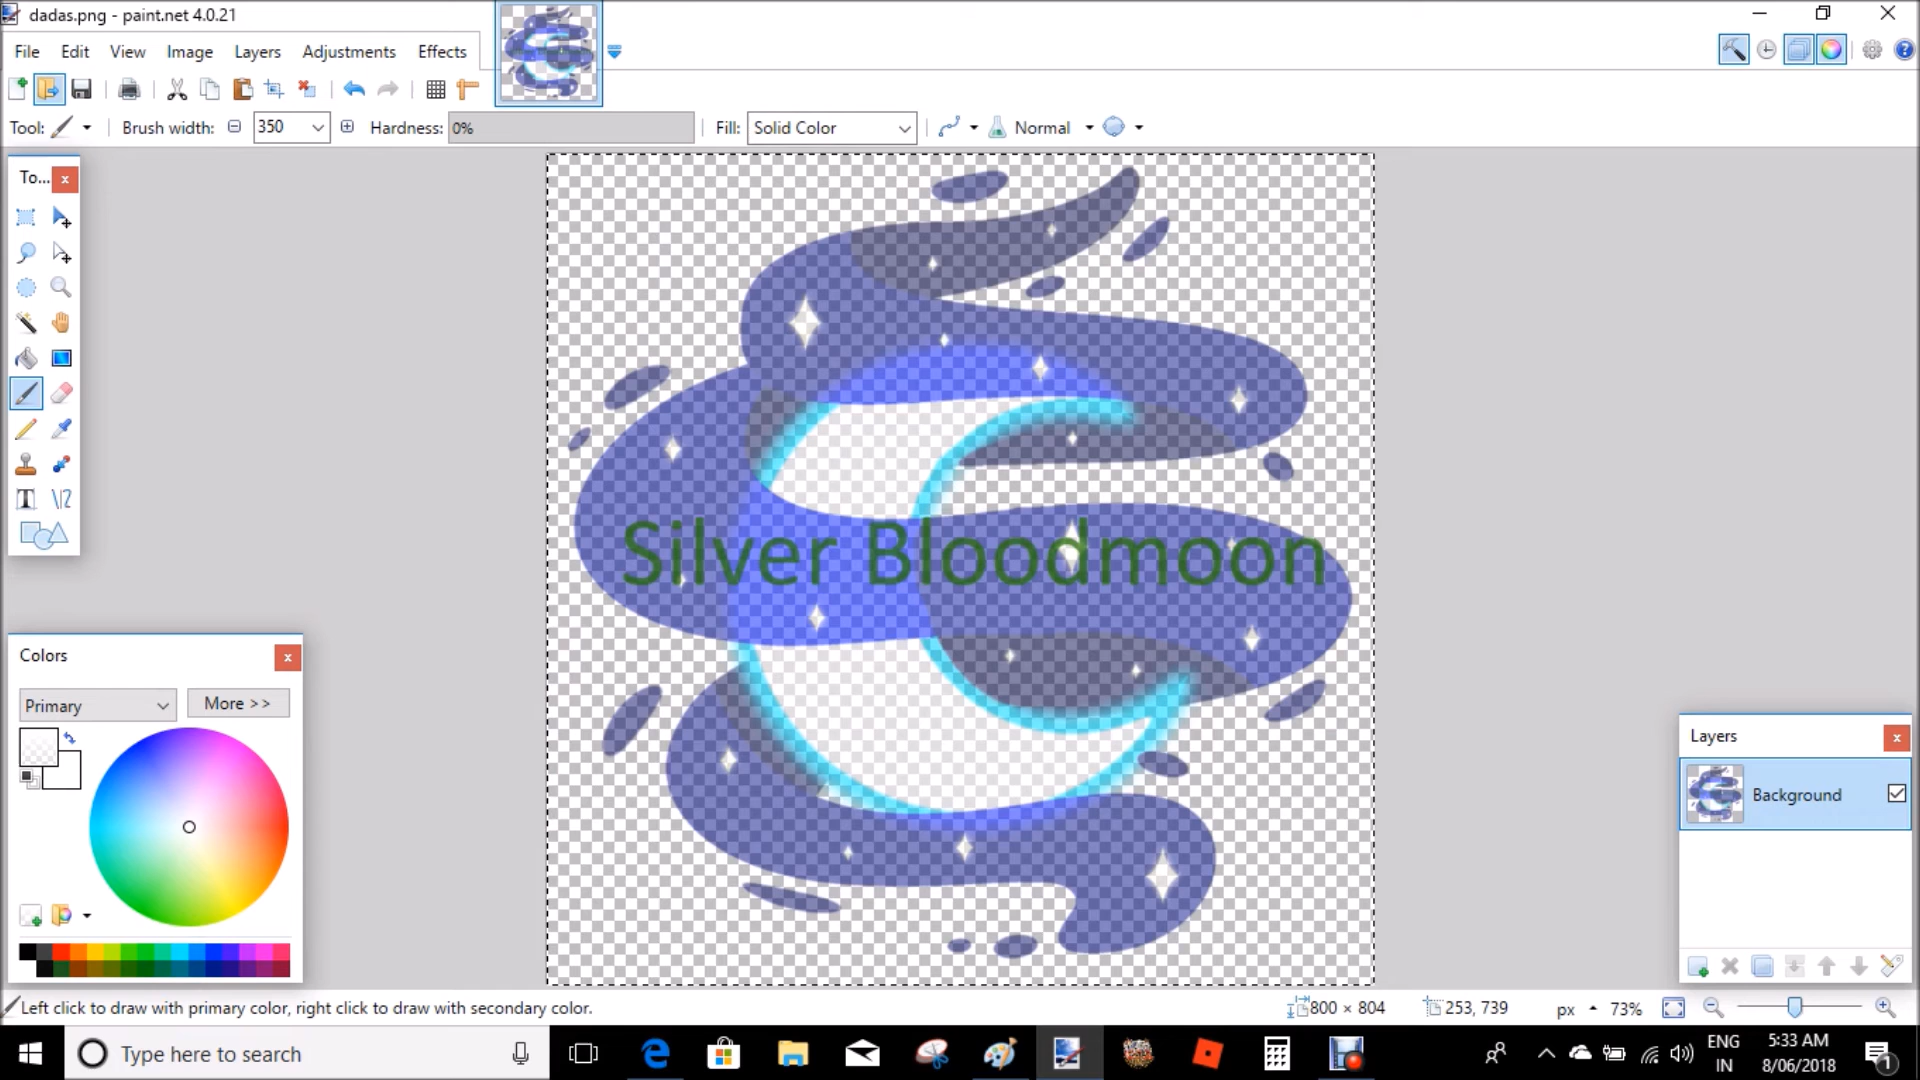 dadas.png - paint.net 4.0.21
File Edit View Image Layers Adjustments Effects
Tool: Brush width: 350 Hardness: 0% Fill: Solid Color Normal
To...
Silver Bloodmoon
Colors
Primary More >>
Layers
Background
Left click to draw with primary color, right click to draw with secondary color. 800 × 804 253, 739 px 73%
Type here to search
ENG
IN
5:33 AM
8/06/2018
1